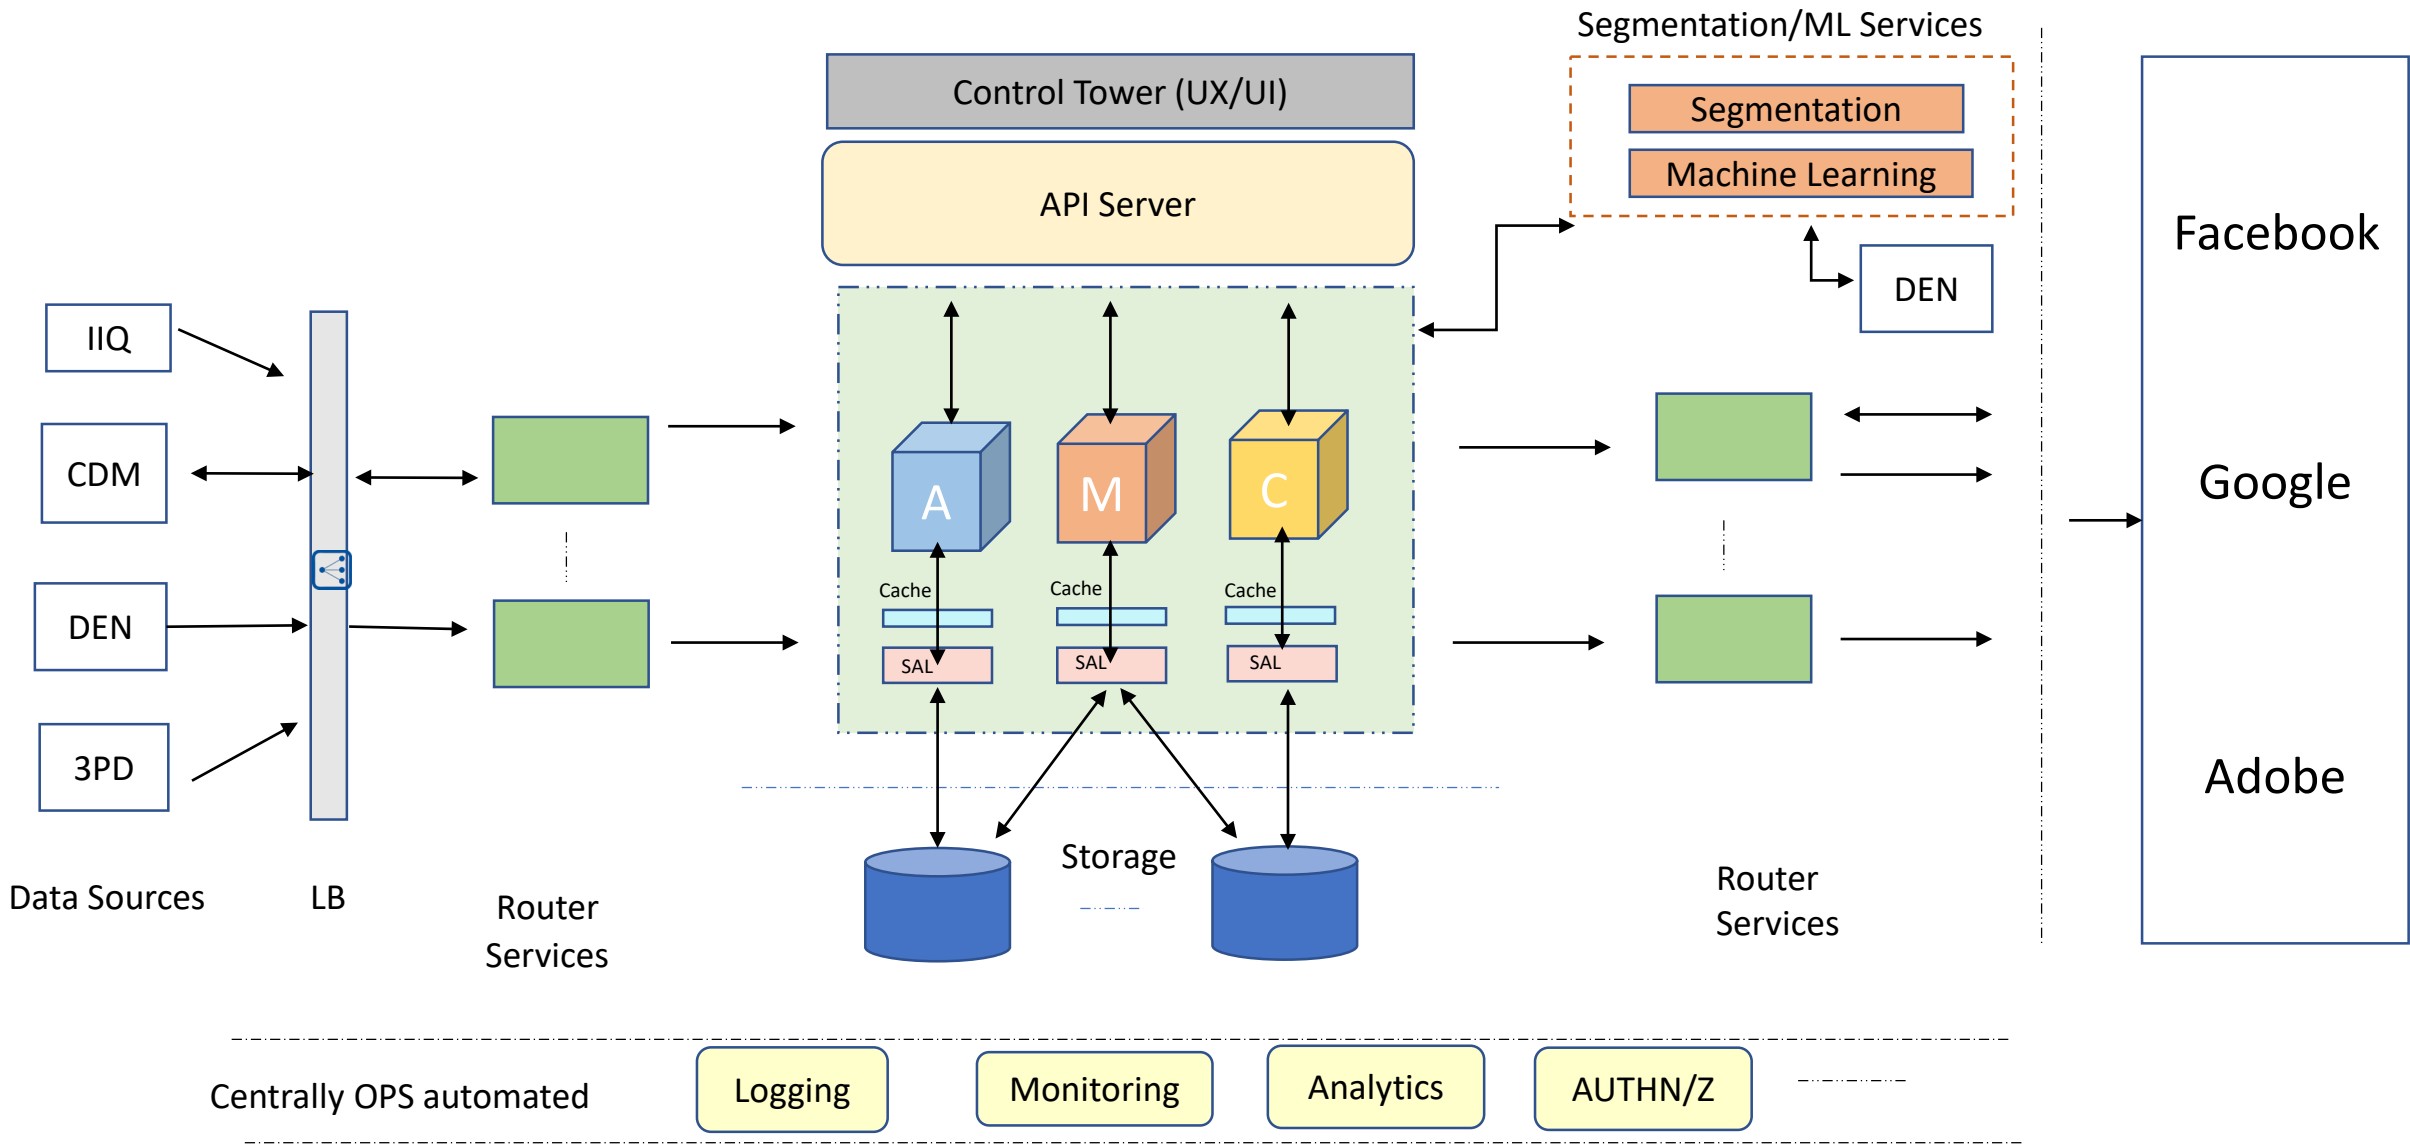 Segmentation/ML Services
Control Tower (UX/UI)
Segmentation
Machine Learning
API Server
Facebook
DEN
IIQ
CDM
A
M
C
Google
Cache
Cache
Cache
DEN
SAL
SAL
SAL
3PD
Adobe
Storage
Data Sources
LB
Router
Services
Router
Services
Centrally OPS automated
Logging
Monitoring
Analytics
AUTHN/Z